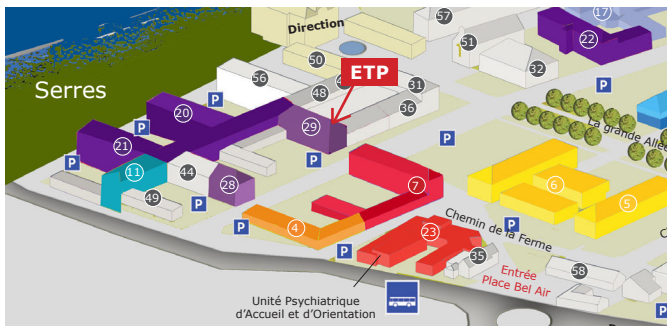 17
57
Direction
51
22
50
32
56
ETP
31
48
36
Serres
P
P
20
29
P
La grande Allée
P
21
P
P
11
44
7
6
28
49
P
5
4
P
23
Chemin de la Ferme
P
P
35
Entrée
Place Bel Air
58
P
Unité Psychiatrique
d'Accueil et d'Orientation